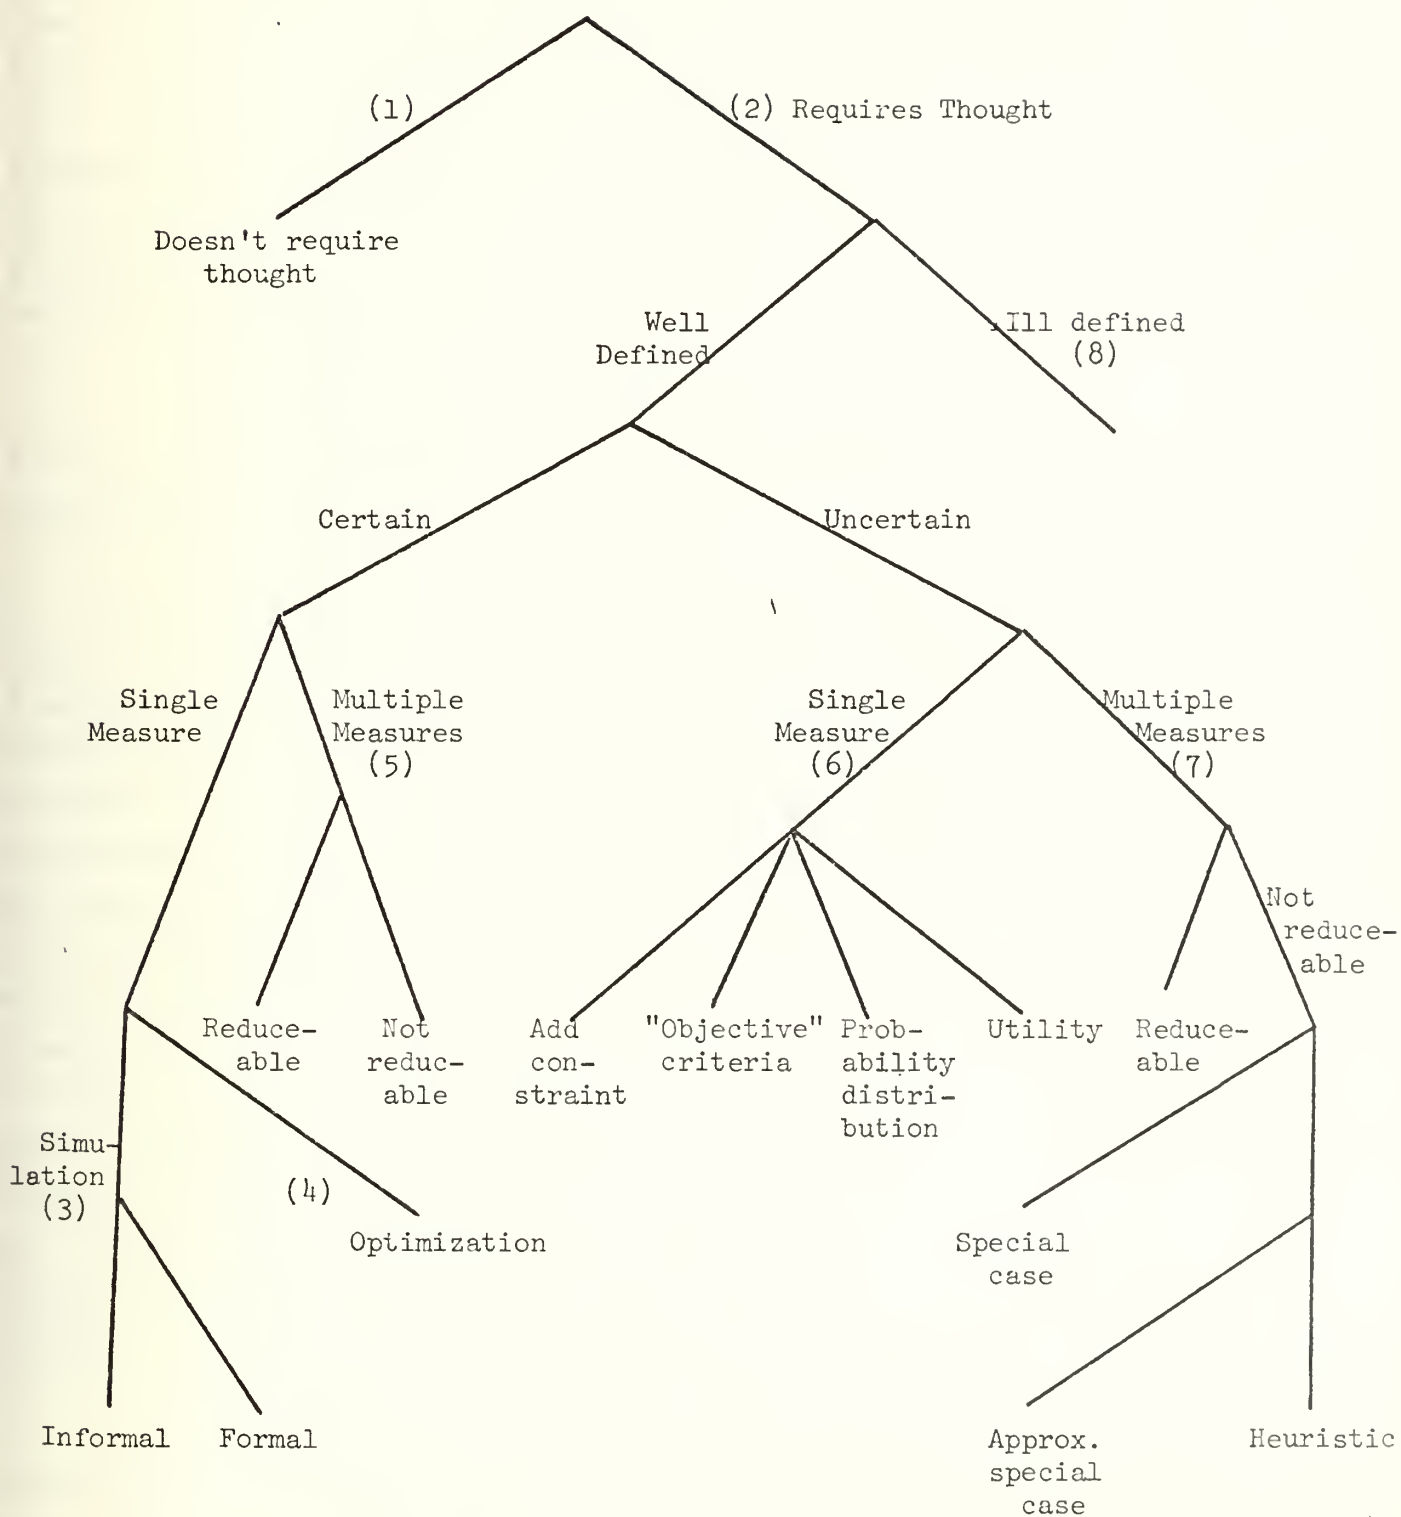 (1)
(2) Requires Thought
Doesn't require
thought
Well
Defined
Ill defined
(8)
Certain
Uncertain
Single
Measure
Multiple
Measures
(5)
Single
Measure
(6)
Multiple
Measures
(7)
Not
reduce-
able
Reduce-
able
Not
reduc-
able
Add
con-
straint
"Objective"
criteria
Prob-
ability
distri-
bution
Utility
Reduce-
able
Simu-
lation
(3)
(4)
Optimization
Special
case
Informal
Formal
Approx.
special
case
Heuristic